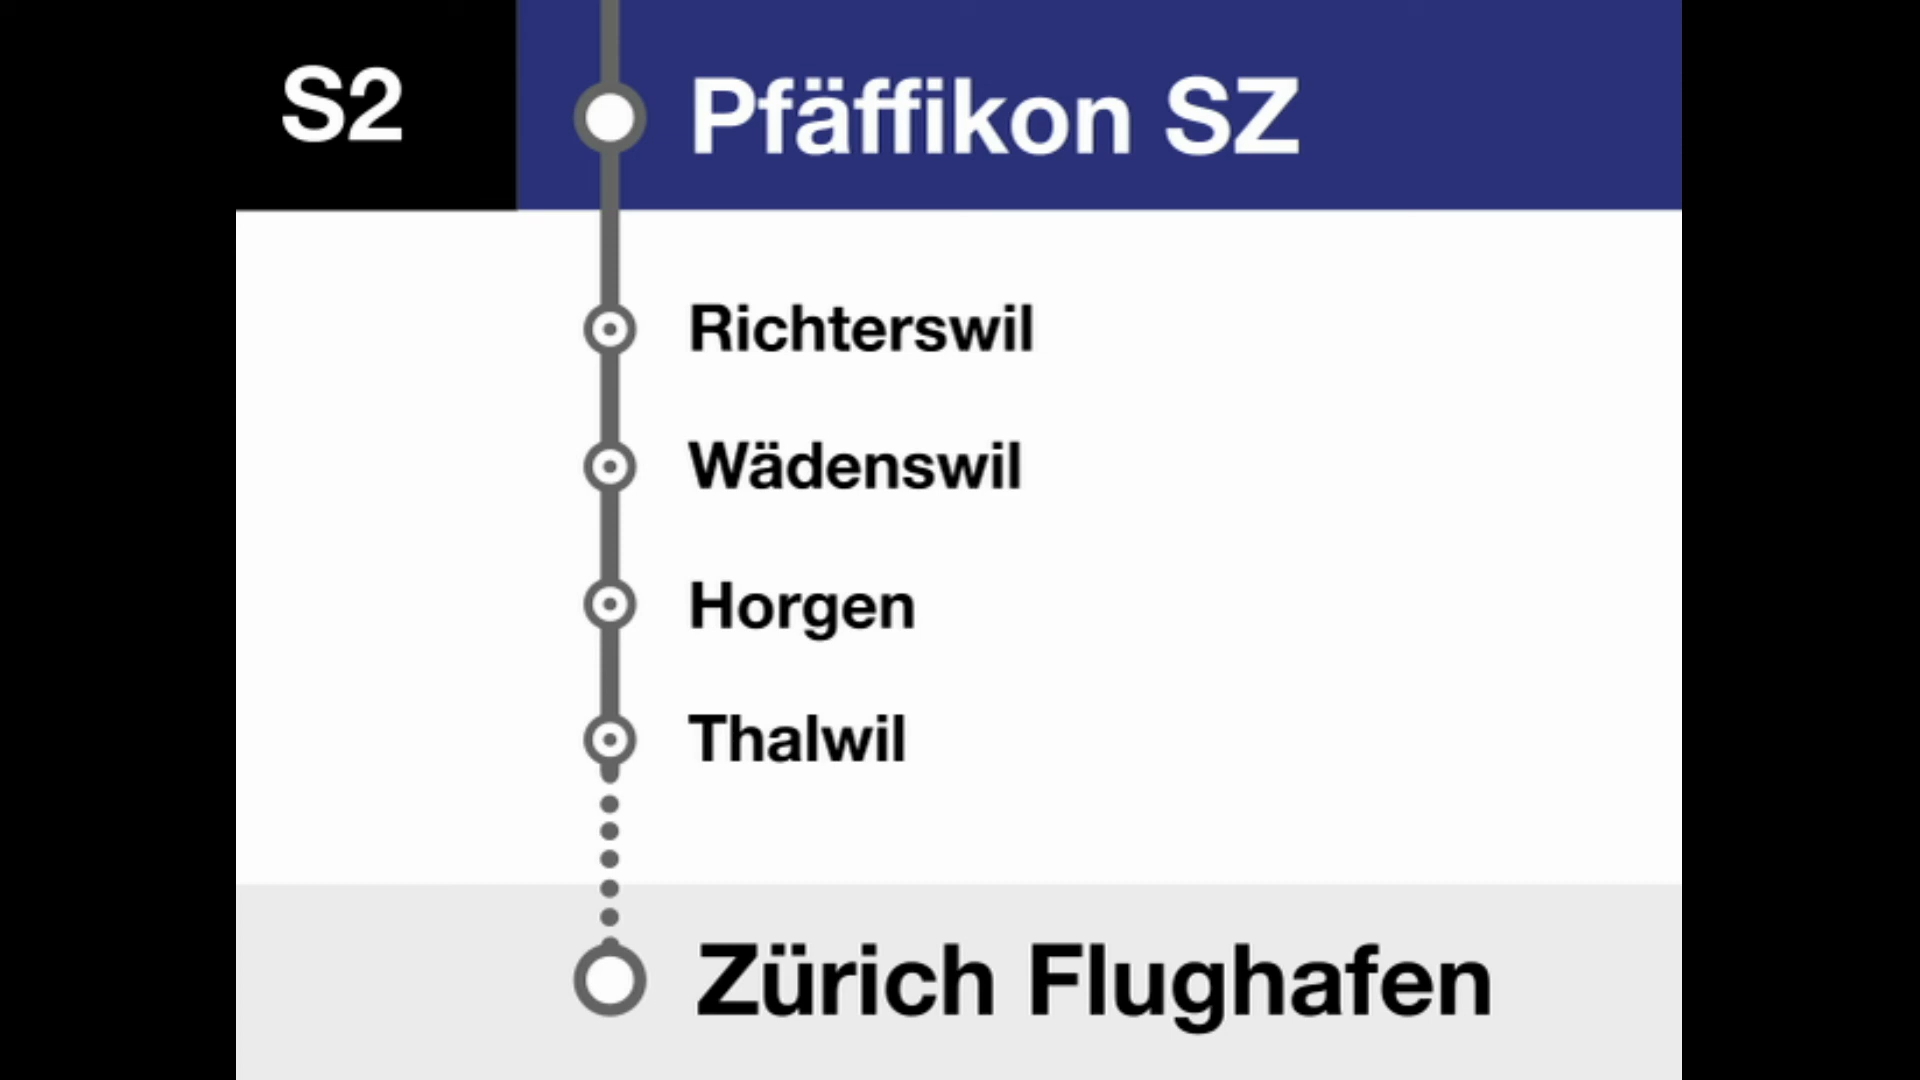 S2 Pfäffikon SZ
Richterswil
Wädenswil
Horgen
Thalwil
Zürich Flughafen